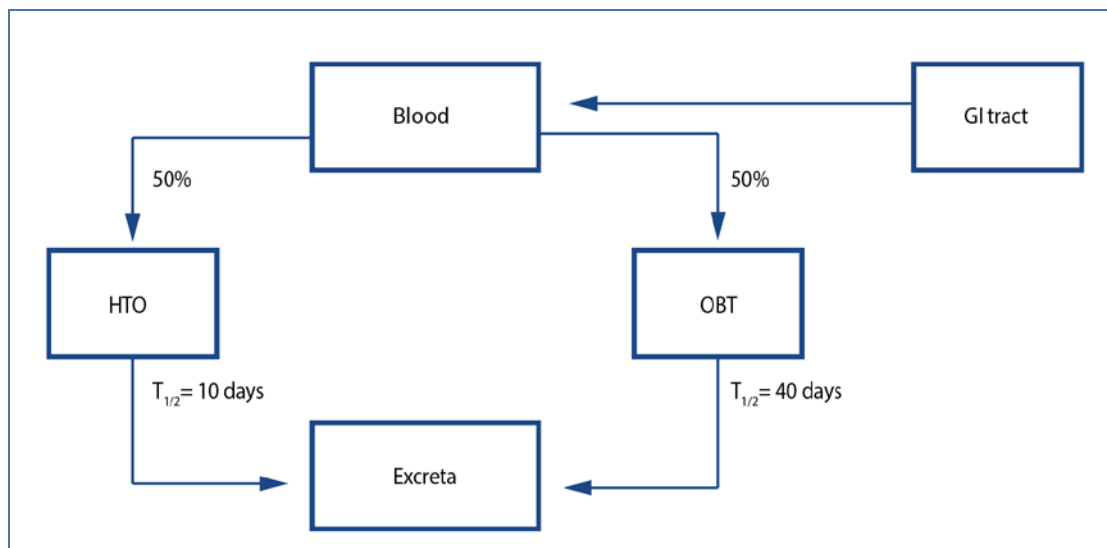 Blood
GI tract
50%
50%
HTO
OBT
T1/2= 10 days
T1/2= 40 days
Excreta